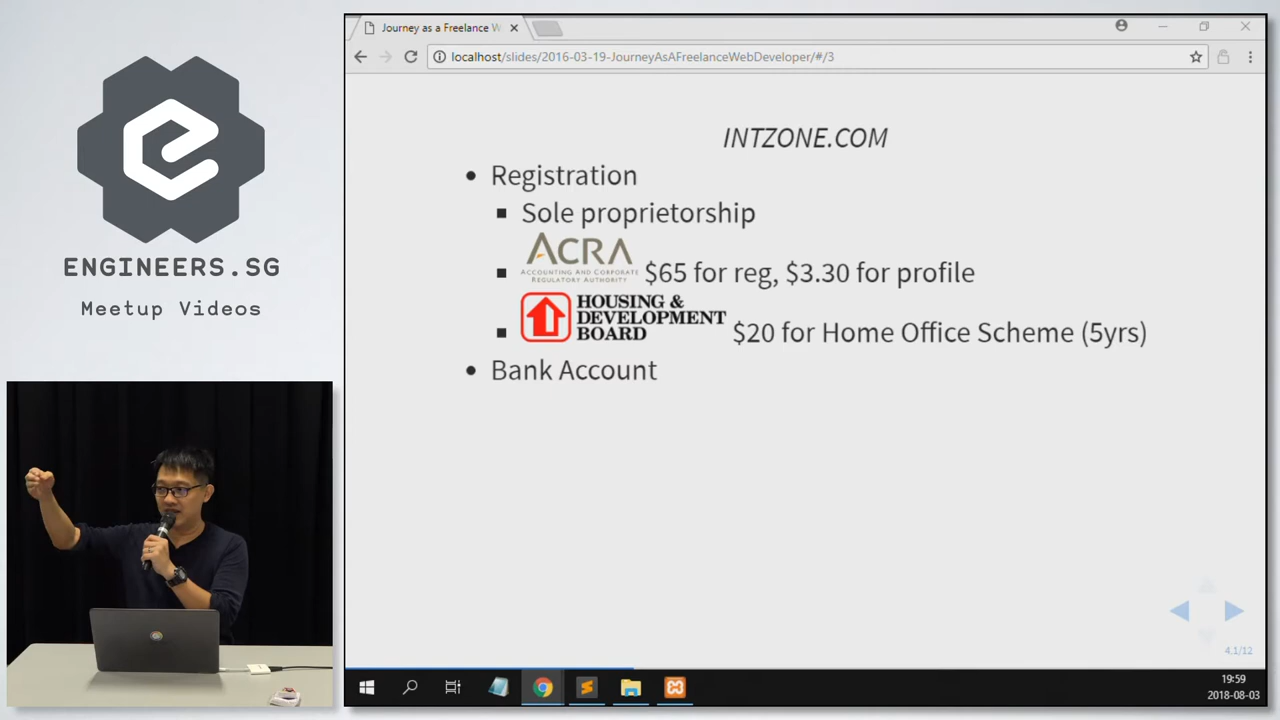 ENGINEERS.SG
Meetup Videos
Journey as a Freelance W
localhost/slides/2016-03-19-JourneyAsAFreelanceWebDeveloper/#/3
INTZONE.COM
Registration
Sole proprietorship
ACRA
ACCOUNTING AND CORPORATE
REGULATORY AUTHORITY
$65 for reg, $3.30 for profile
HOUSING &
DEVELOPMENT
BOARD
$20 for Home Office Scheme (5yrs)
Bank Account
4.1/12
19:59
2018-08-03